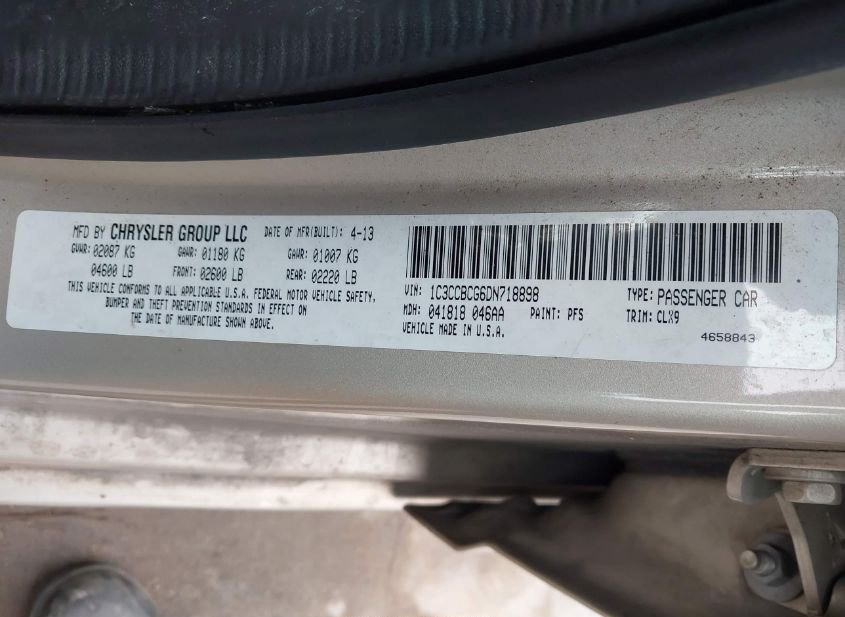 MFD BY CHRYSLER GROUP LLC DATE OF MFR(BUILT): 4-13
GVWR: 02087 KG GAWR: 01180 KG GAWR: 01007 KG
04600 LB FRONT: 02600 LB REAR: 02220 LB
THIS VEHICLE CONFORMS TO ALL APPLICABLE U.S.A. FEDERAL MOTOR VEHICLE SAFETY,
BUMPER AND THEFT PREVENTION STANDARDS IN EFFECT ON
THE DATE OF MANUFACTURE SHOWN ABOVE.
VIN: 1C3CCBCG6DN718898 TYPE: PASSENGER CAR
MDH: 041818 046AA PAINT: PFS TRIM: CLX9
VEHICLE MADE IN U.S.A.
4658843